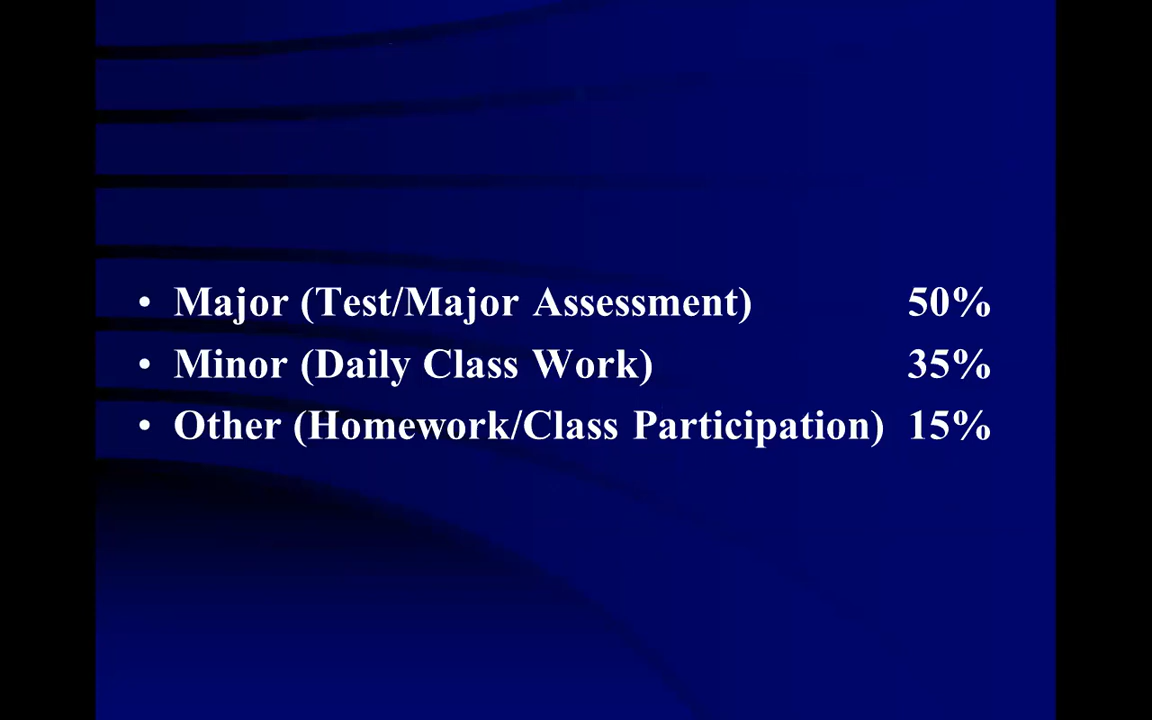 • Major (Test/Major Assessment) 50%
• Minor (Daily Class Work) 35%
• Other (Homework/Class Participation) 15%